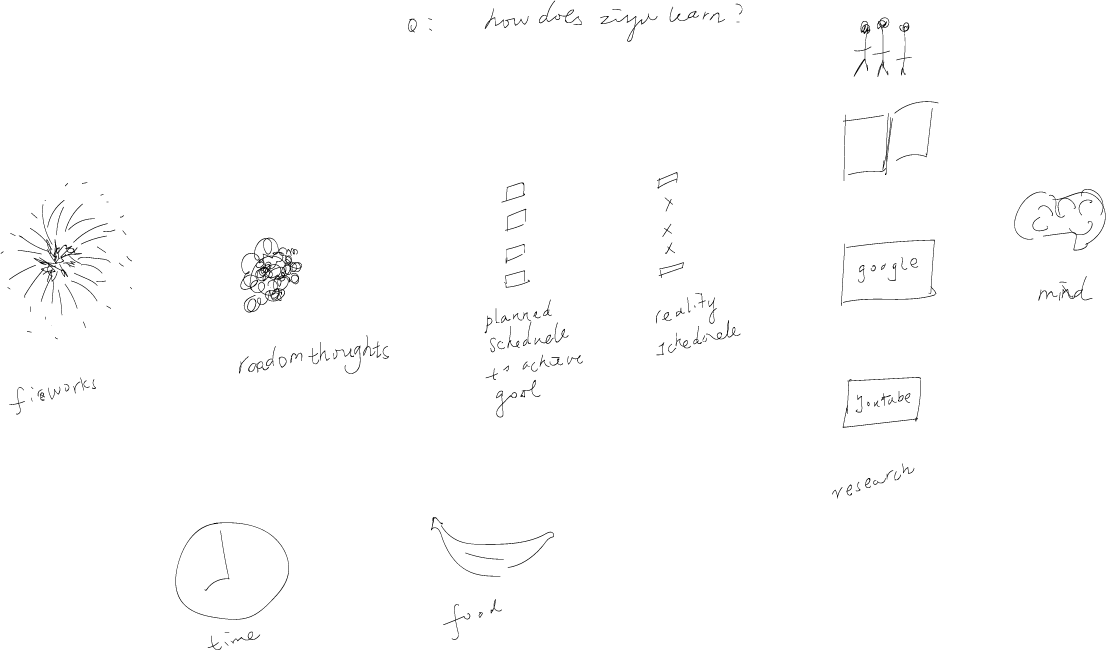 Q: how does ziyu learn?
fireworks
random thoughts
planned
schedule
to achieve
goal
reality
schedule
google
youtube
research
mind
time
food